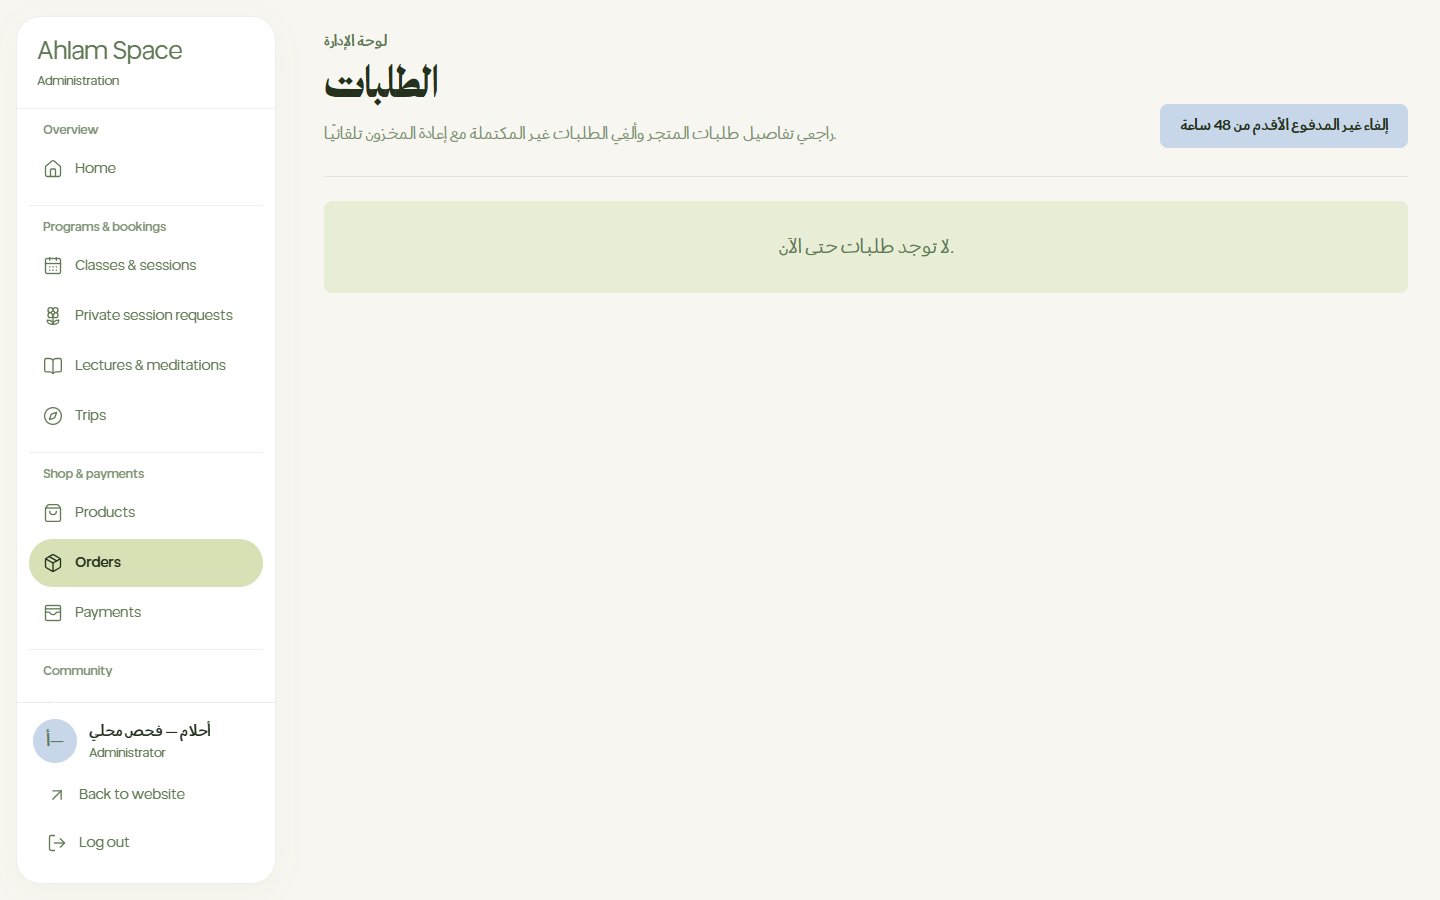 Ahlam Space
Administration
Overview
Home
Programs & bookings
Classes & sessions
Private session requests
Lectures & meditations
Trips
Shop & payments
Products
Orders
Payments
Community
أ—
أحلام — فحص محلي
Administrator
Back to website
Log out
لوحة الإدارة
الطلبات
راجعي تفاصيل طلبات المتجر وألغِي الطلبات غير المكتملة مع إعادة المخزون تلقائيًا.
إلغاء غير المدفوع الأقدم من 48 ساعة
لا توجد طلبات حتى الآن.